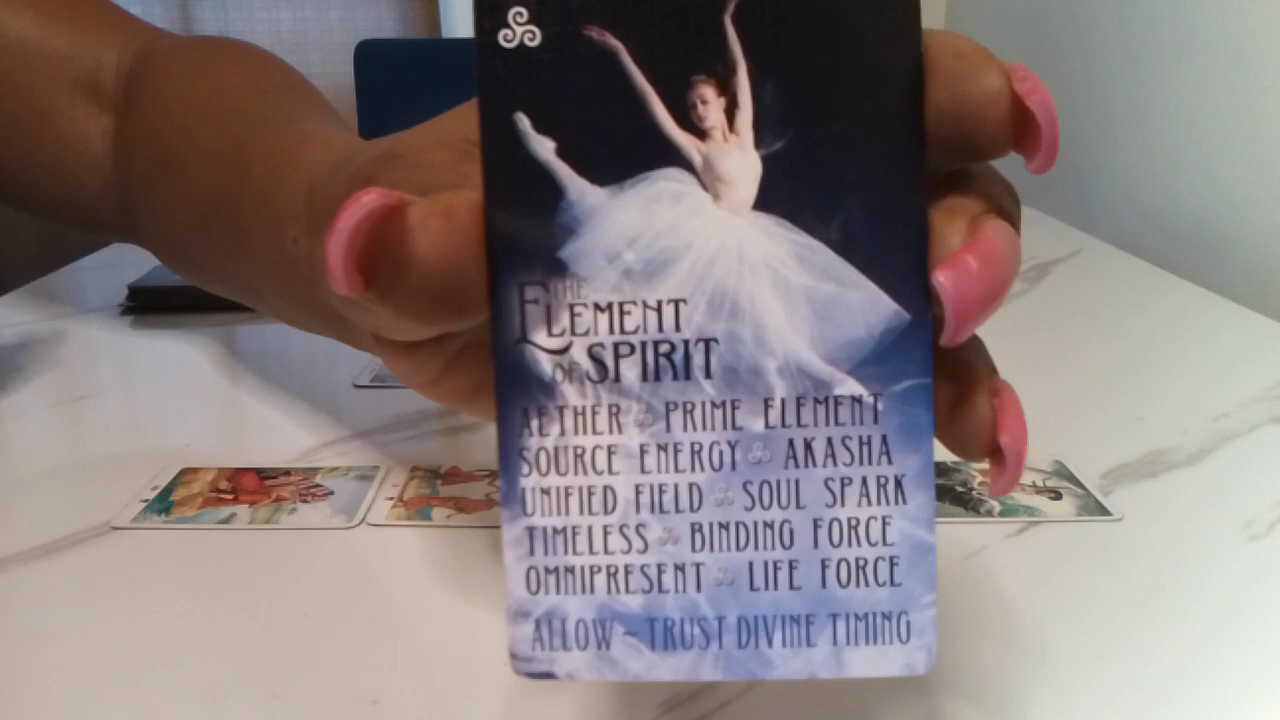 THE
ELEMENT
OF SPIRIT
AETHER PRIME ELEMENT
SOURCE ENERGY AKASHA
UNIFIED FIELD SOUL SPARK
TIMELESS BINDING FORCE
OMNIPRESENT LIFE FORCE
ALLOW ~ TRUST DIVINE TIMING